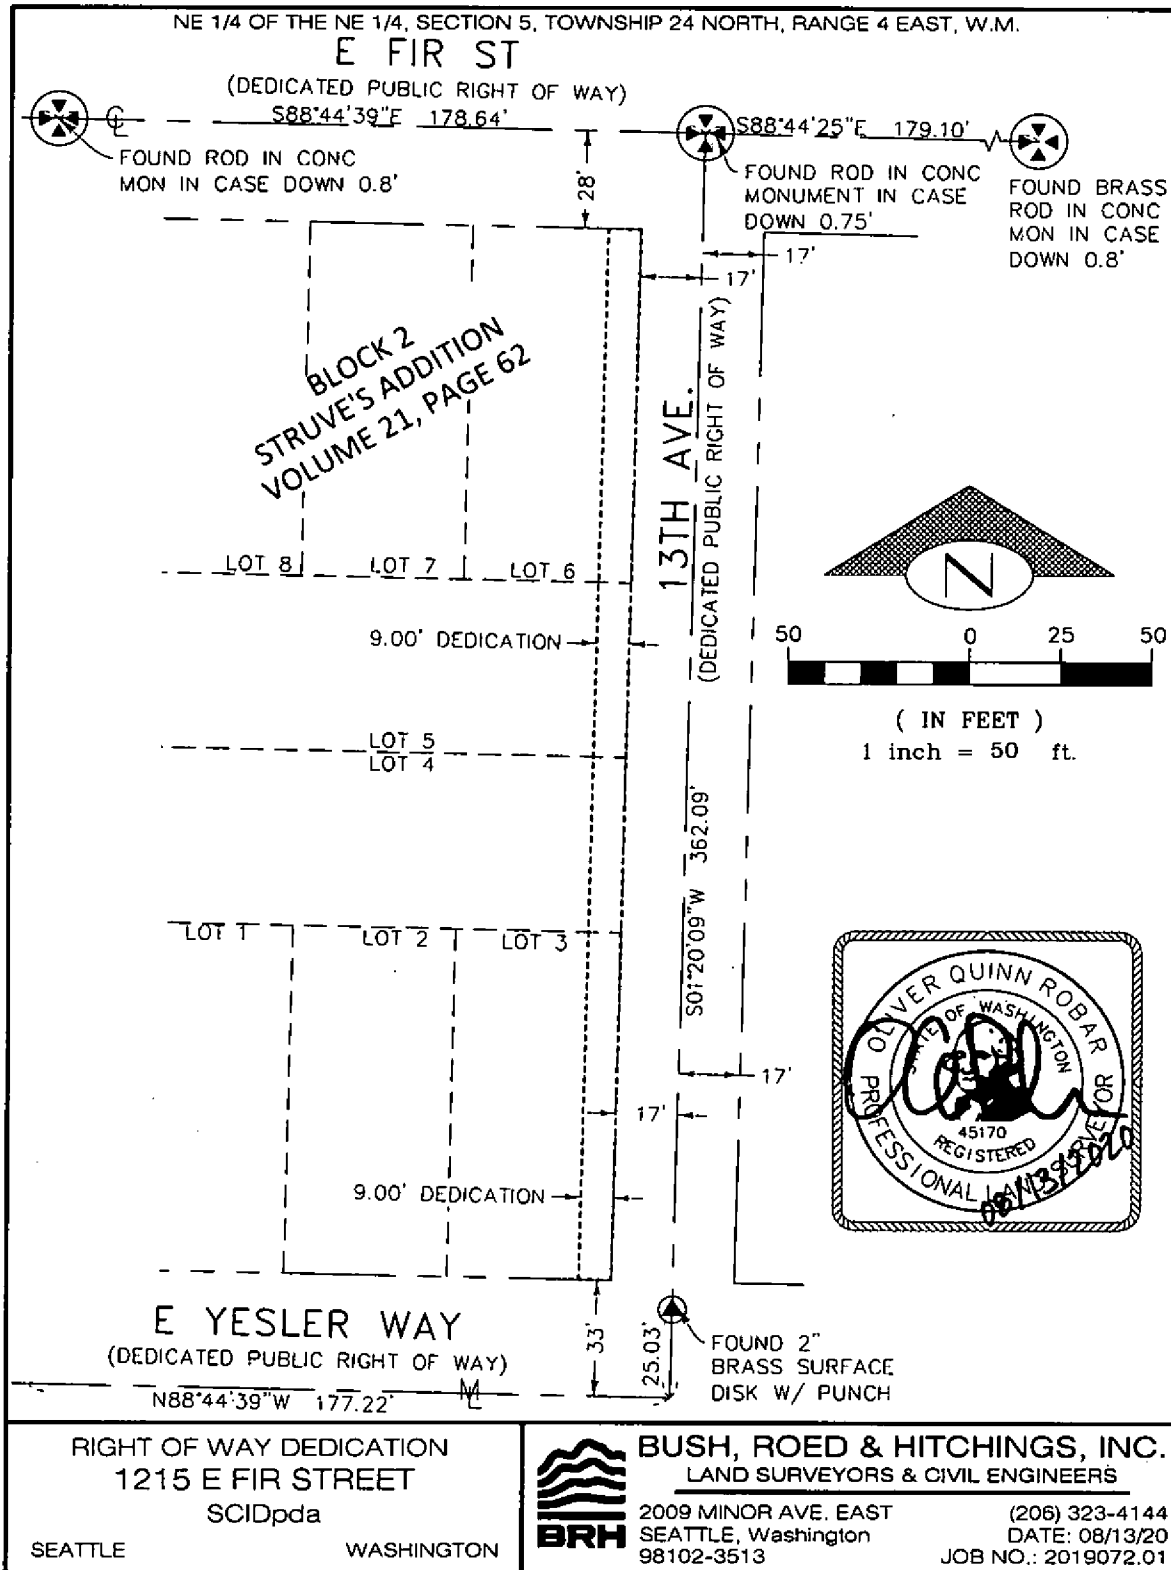 NE 1/4 OF THE NE 1/4, SECTION 5, TOWNSHIP 24 NORTH, RANGE 4 EAST, W.M.
E FIR ST
(DEDICATED PUBLIC RIGHT OF WAY)
S88°44'39"E 178.64'
S88°44'25"E 179.10'
FOUND ROD IN CONC
MON IN CASE DOWN 0.8'
28'
FOUND ROD IN CONC
MONUMENT IN CASE
DOWN 0.75'
FOUND BRASS
ROD IN CONC
MON IN CASE
DOWN 0.8'
17'
17'
BLOCK 2
STRUVE'S ADDITION
VOLUME 21, PAGE 62
13TH AVE.
(DEDICATED PUBLIC RIGHT OF WAY)
LOT 8
LOT 7
LOT 6
N
9.00' DEDICATION
50 0 25 50
( IN FEET )
1 inch = 50 ft.
LOT 5
LOT 4
S01°20'09"W 362.09'
LOT 1
LOT 2
LOT 3
OLIVER QUINN ROBAR
STATE OF WASHINGTON
45170
REGISTERED
PROFESSIONAL LAND SURVEYOR
08/13/2020
17'
17'
9.00' DEDICATION
E YESLER WAY
(DEDICATED PUBLIC RIGHT OF WAY)
33'
25.03'
FOUND 2"
BRASS SURFACE
DISK W/ PUNCH
N88°44'39"W 177.22'
RIGHT OF WAY DEDICATION
1215 E FIR STREET
SCIDpda
SEATTLE WASHINGTON
BRH
BUSH, ROED & HITCHINGS, INC.
LAND SURVEYORS & CIVIL ENGINEERS
2009 MINOR AVE. EAST (206) 323-4144
SEATTLE, Washington DATE: 08/13/20
98102-3513 JOB NO.: 2019072.01